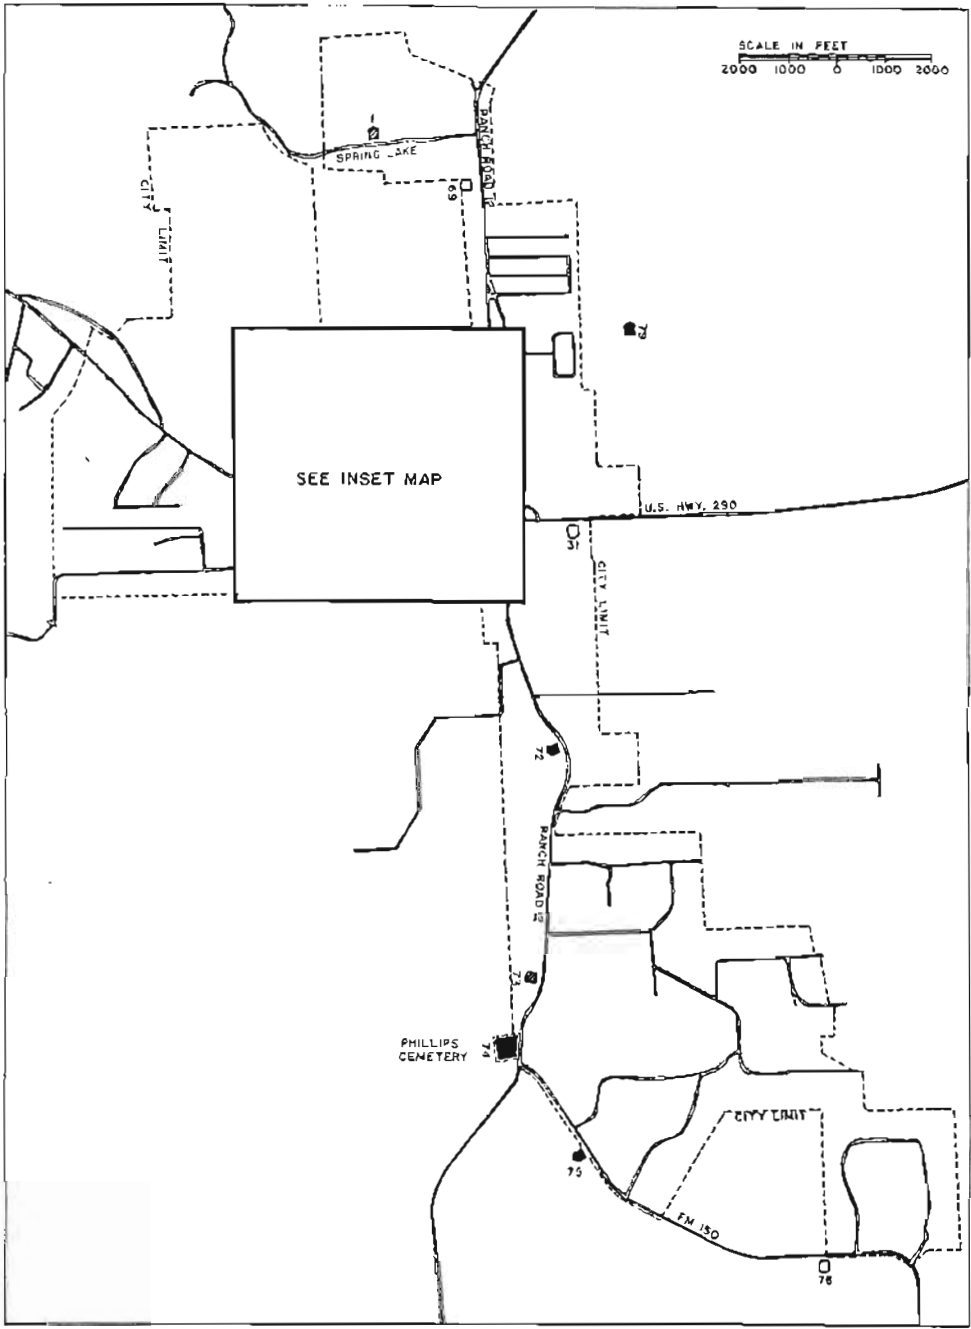 SCALE IN FEET
2000 1000 0 1000 2000
1
SPRING LAKE
RANCH ROAD 12
69
CITY LIMIT
79
SEE INSET MAP
U.S. HWY. 290
31
CITY LIMIT
72
RANCH ROAD 12
73
PHILLIPS
CEMETERY
74
CITY LIMIT
75
FM 150
76